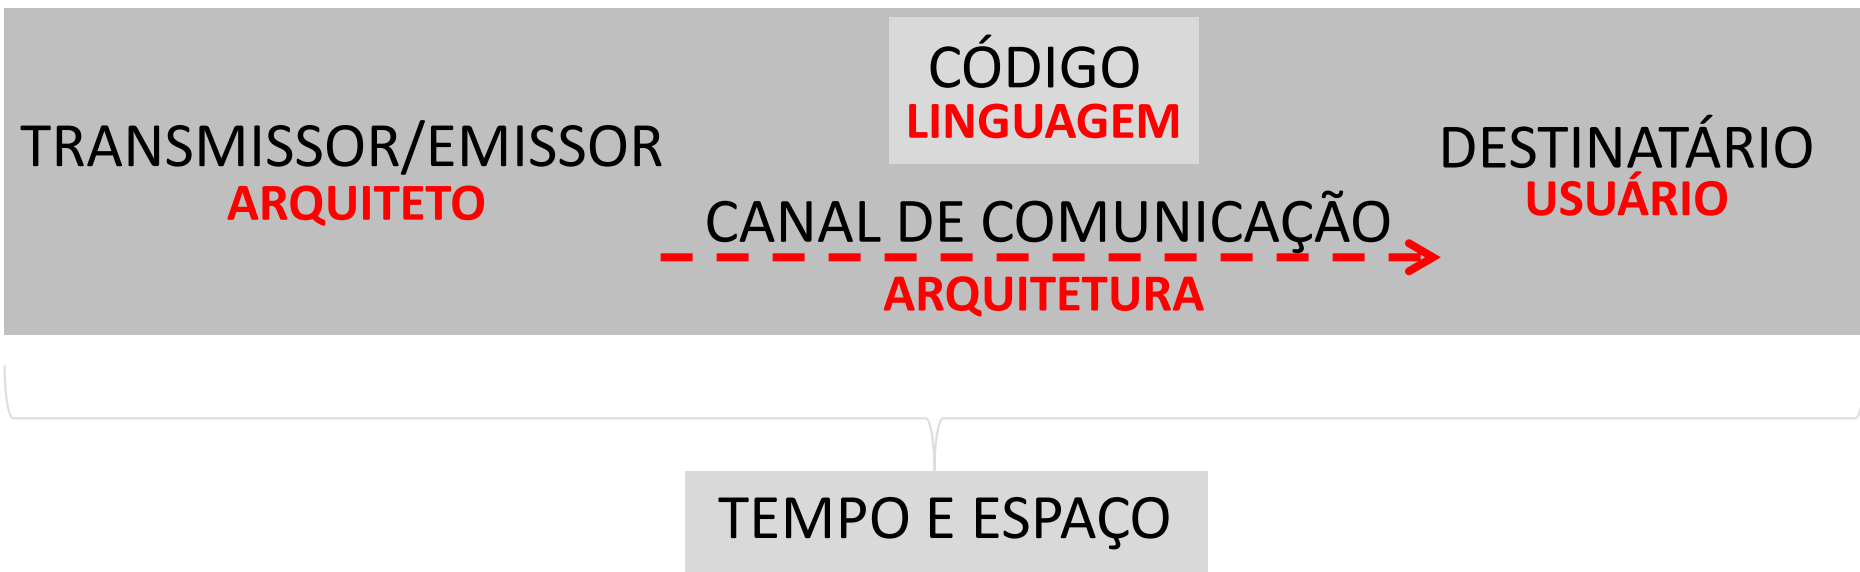 CÓDIGO
LINGUAGEM
TRANSMISSOR/EMISSOR
ARQUITETO
CANAL DE COMUNICAÇÃO
ARQUITETURA
DESTINATÁRIO
USUÁRIO
TEMPO E ESPAÇO